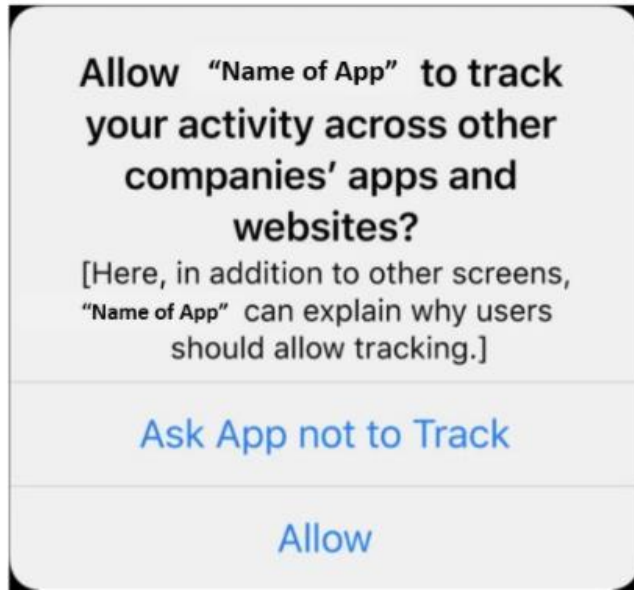 Allow “Name of App” to track
your activity across other
companies’ apps and
websites?
[Here, in addition to other screens,
“Name of App” can explain why users
should allow tracking.]
Ask App not to Track
Allow